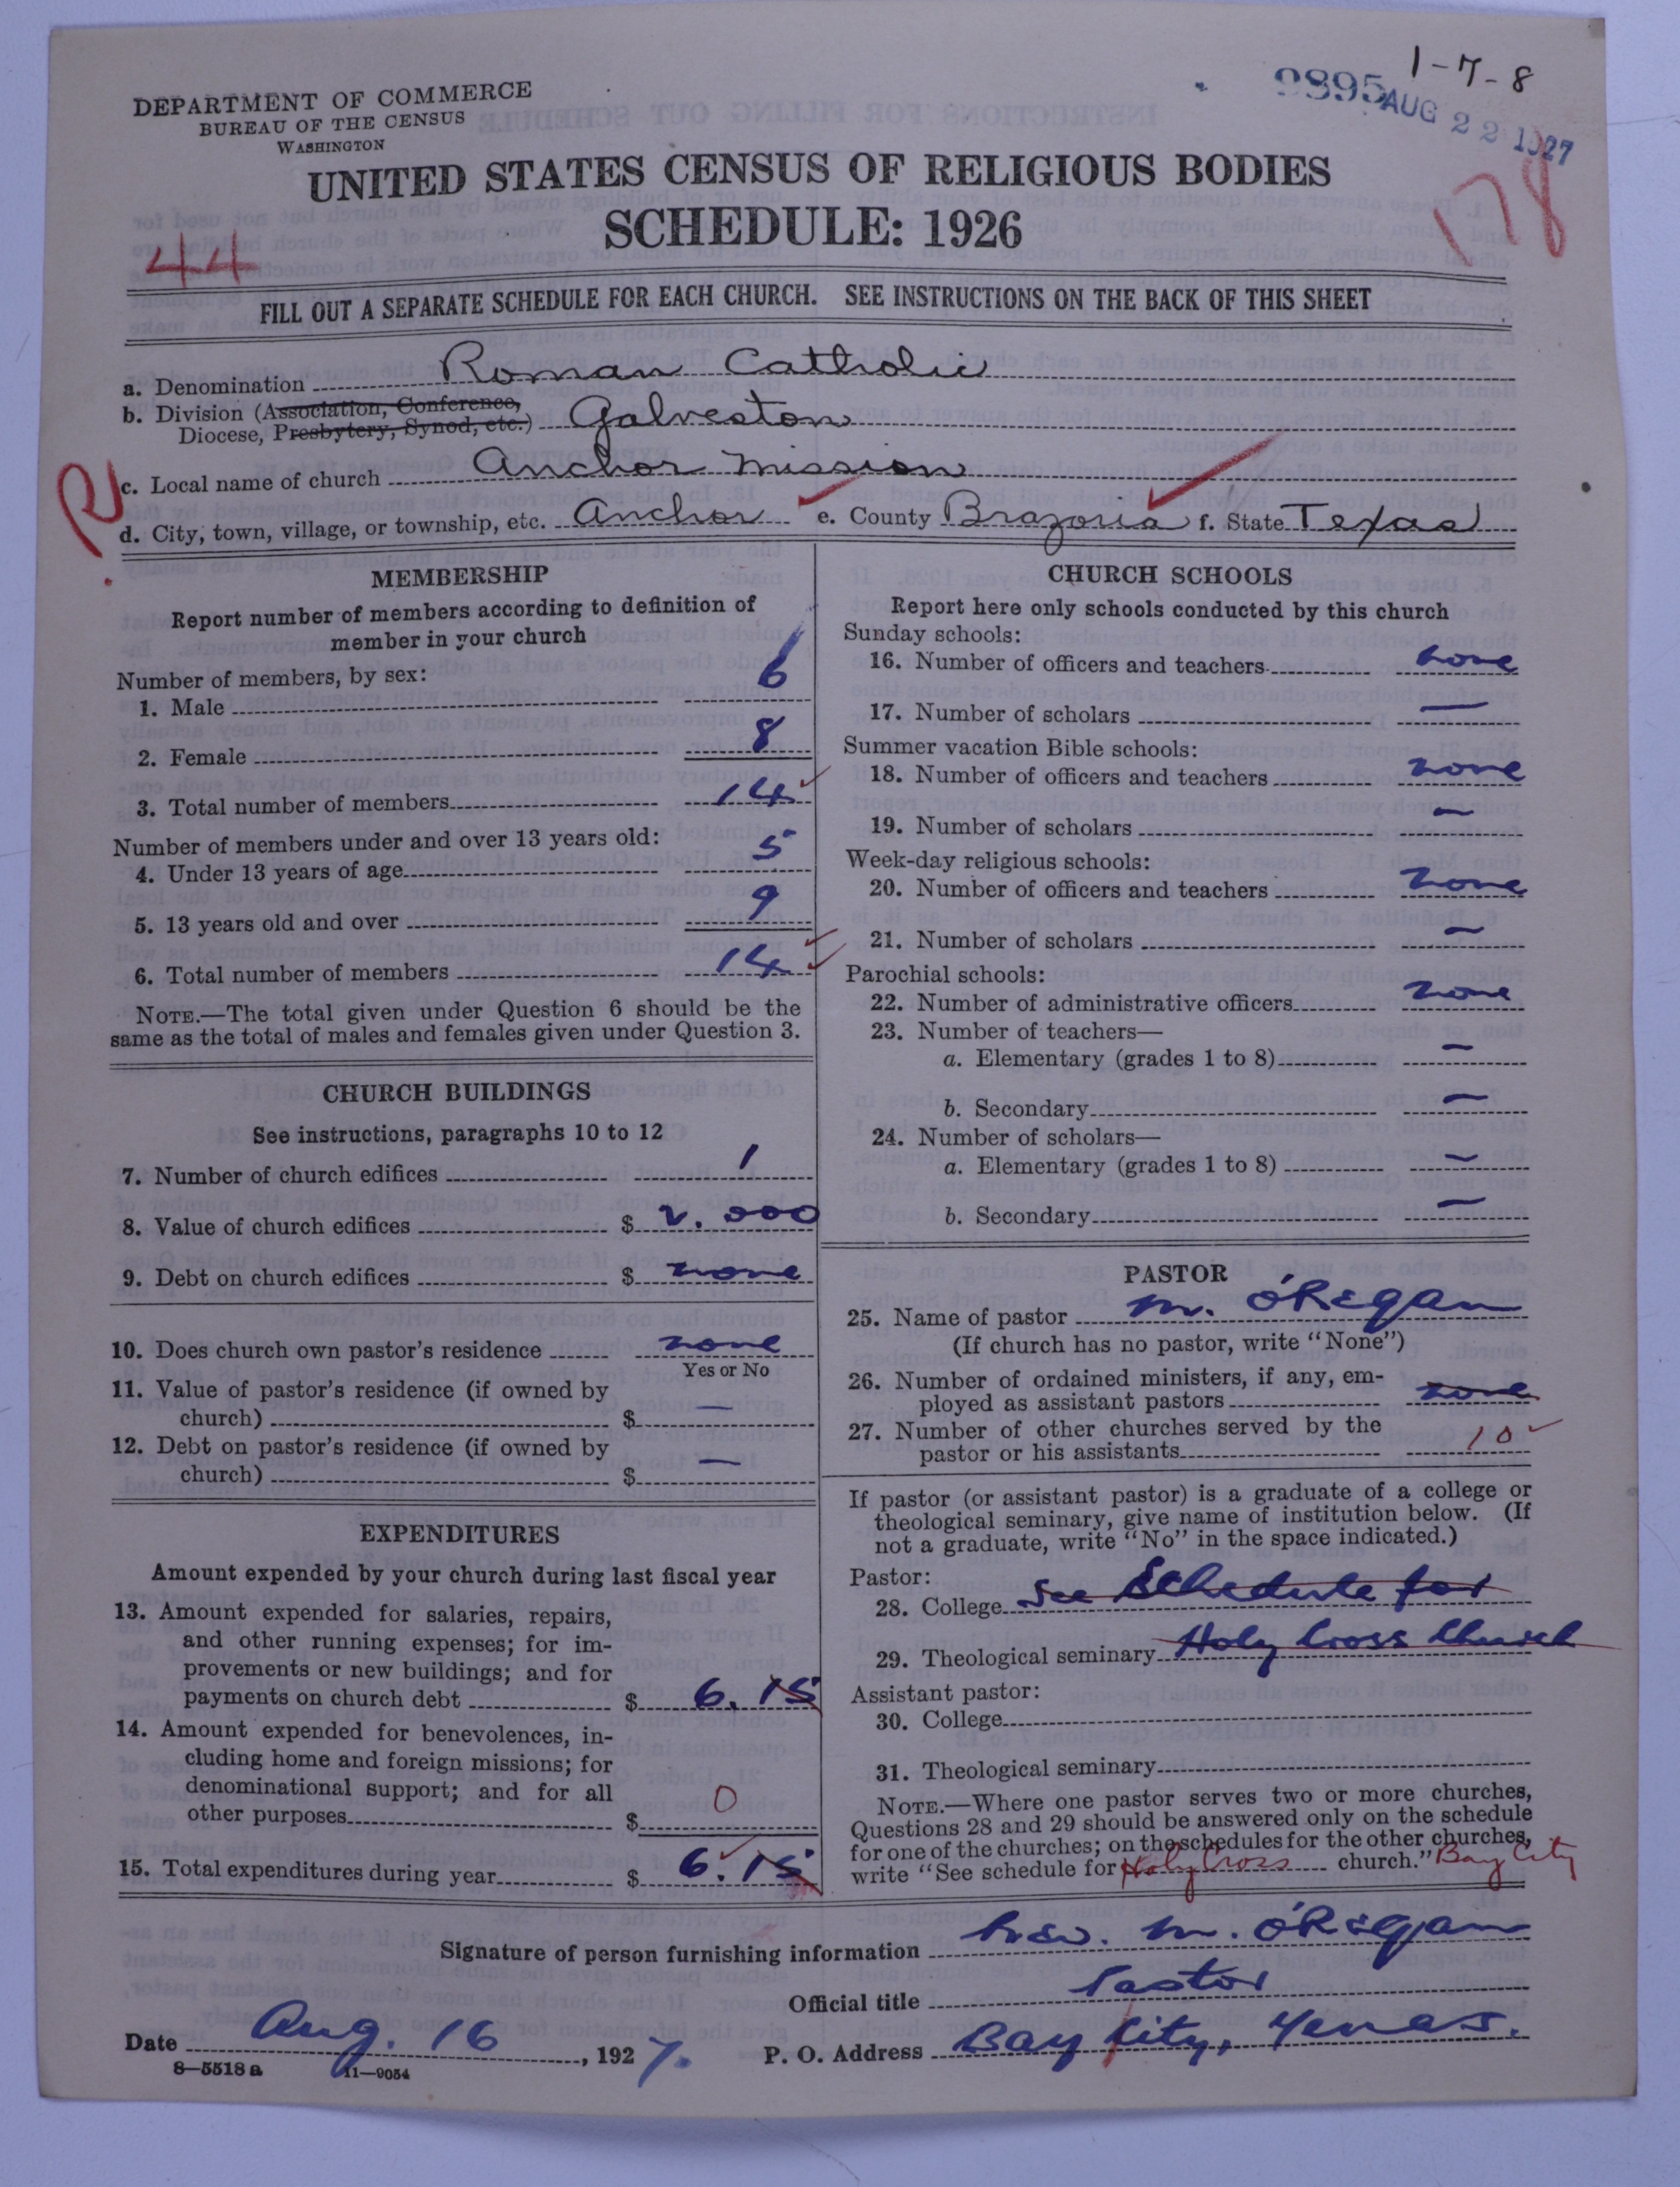 1-7-8
9895 AUG 22 1927
DEPARTMENT OF COMMERCE
BUREAU OF THE CENSUS
WASHINGTON
UNITED STATES CENSUS OF RELIGIOUS BODIES
SCHEDULE: 1926
178
44
FILL OUT A SEPARATE SCHEDULE FOR EACH CHURCH. SEE INSTRUCTIONS ON THE BACK OF THIS SHEET
a. Denomination Roman Catholic
b. Division (Association, Conference,
Diocese, Presbytery, Synod, etc.) Galveston
c. Local name of church Anchor Mission
d. City, town, village, or township, etc. Anchor e. County Brazoria f. State Texas
MEMBERSHIP
Report number of members according to definition of
member in your church
Number of members, by sex:
1. Male 6
2. Female 8
3. Total number of members 14
Number of members under and over 13 years old:
4. Under 13 years of age 5
5. 13 years old and over 9
6. Total number of members 14
NOTE.—The total given under Question 6 should be the
same as the total of males and females given under Question 3.
CHURCH BUILDINGS
See instructions, paragraphs 10 to 12
7. Number of church edifices 1
8. Value of church edifices $ 2.000
9. Debt on church edifices $ none
10. Does church own pastor's residence none
Yes or No
11. Value of pastor's residence (if owned by
church) $ —
12. Debt on pastor's residence (if owned by
church) $ —
EXPENDITURES
Amount expended by your church during last fiscal year
13. Amount expended for salaries, repairs,
and other running expenses; for im-
provements or new buildings; and for
payments on church debt $ 6.15
14. Amount expended for benevolences, in-
cluding home and foreign missions; for
denominational support; and for all
other purposes $ 0
15. Total expenditures during year $ 6.15
CHURCH SCHOOLS
Report here only schools conducted by this church
Sunday schools:
16. Number of officers and teachers none
17. Number of scholars —
Summer vacation Bible schools:
18. Number of officers and teachers none
19. Number of scholars —
Week-day religious schools:
20. Number of officers and teachers none
21. Number of scholars —
Parochial schools:
22. Number of administrative officers none
23. Number of teachers—
a. Elementary (grades 1 to 8) —
b. Secondary —
24. Number of scholars—
a. Elementary (grades 1 to 8) —
b. Secondary —
PASTOR
25. Name of pastor M. O'Regan
(If church has no pastor, write "None")
26. Number of ordained ministers, if any, em-
ployed as assistant pastors none
27. Number of other churches served by the
pastor or his assistants 10
If pastor (or assistant pastor) is a graduate of a college or
theological seminary, give name of institution below. (If
not a graduate, write "No" in the space indicated.)
Pastor:
28. College See Schedule for
29. Theological seminary Holy Cross Church
Assistant pastor:
30. College
31. Theological seminary
NOTE.—Where one pastor serves two or more churches,
Questions 28 and 29 should be answered only on the schedule
for one of the churches; on the schedules for the other churches,
write "See schedule for Holy Cross church." Bay City
Signature of person furnishing information Rev. M. O'Regan
Official title Pastor
Date Aug. 16, 1927. P. O. Address Bay City, Texas.
8-5518 a 11-9054